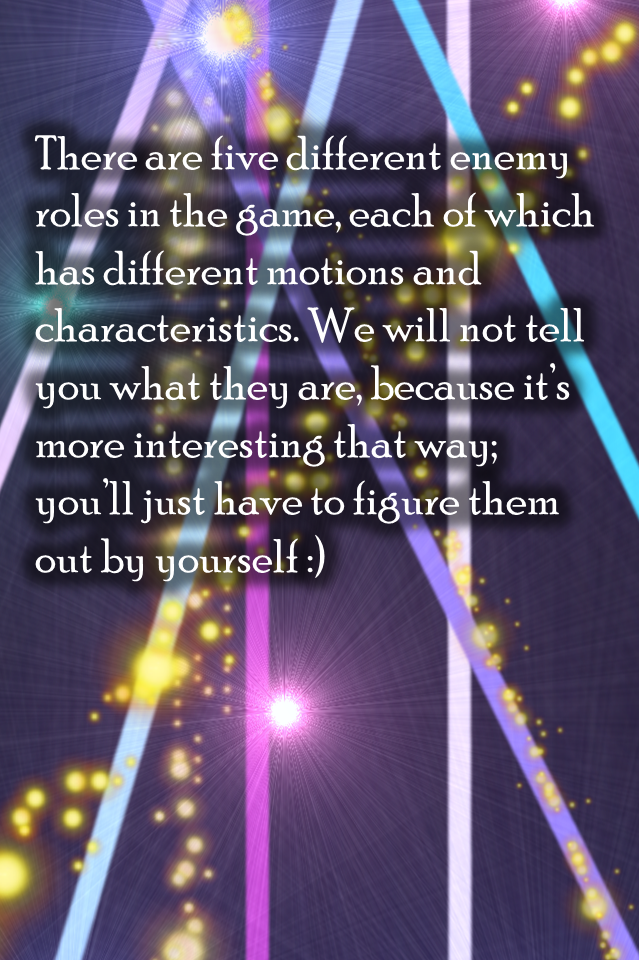 There are five different enemy
roles in the game, each of which
has different motions and
characteristics. We will not tell
you what they are, because it's
more interesting that way;
you'll just have to figure them
out by yourself :)